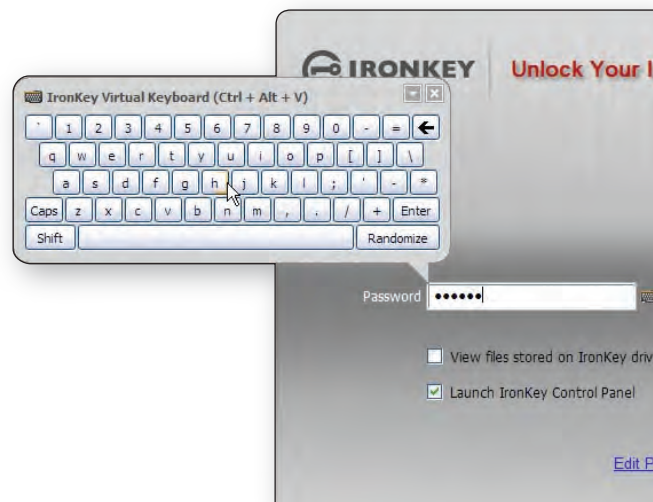 IRONKEY
Unlock Your
IronKey Virtual Keyboard (Ctrl + Alt + V)
` 1 2 3 4 5 6 7 8 9 0 - =
q w e r t y u i o p [ ] \
a s d f g h j k l ; ' - *
Caps z x c v b n m , . / + Enter
Shift Randomize
Password
View files stored on IronKey driv
Launch IronKey Control Panel
Edit P